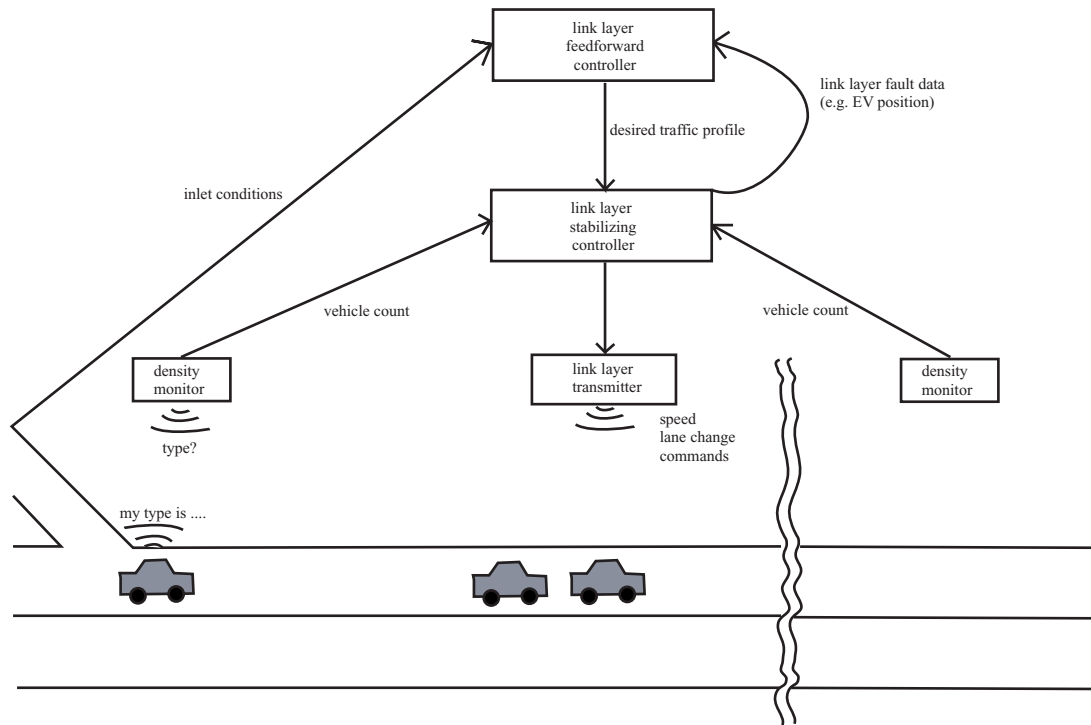 link layer
feedforward
controller
link layer fault data
(e.g. EV position)
desired traffic profile
inlet conditions
link layer
stabilizing
controller
vehicle count
vehicle count
density
monitor
link layer
transmitter
density
monitor
type?
speed
lane change
commands
my type is ....